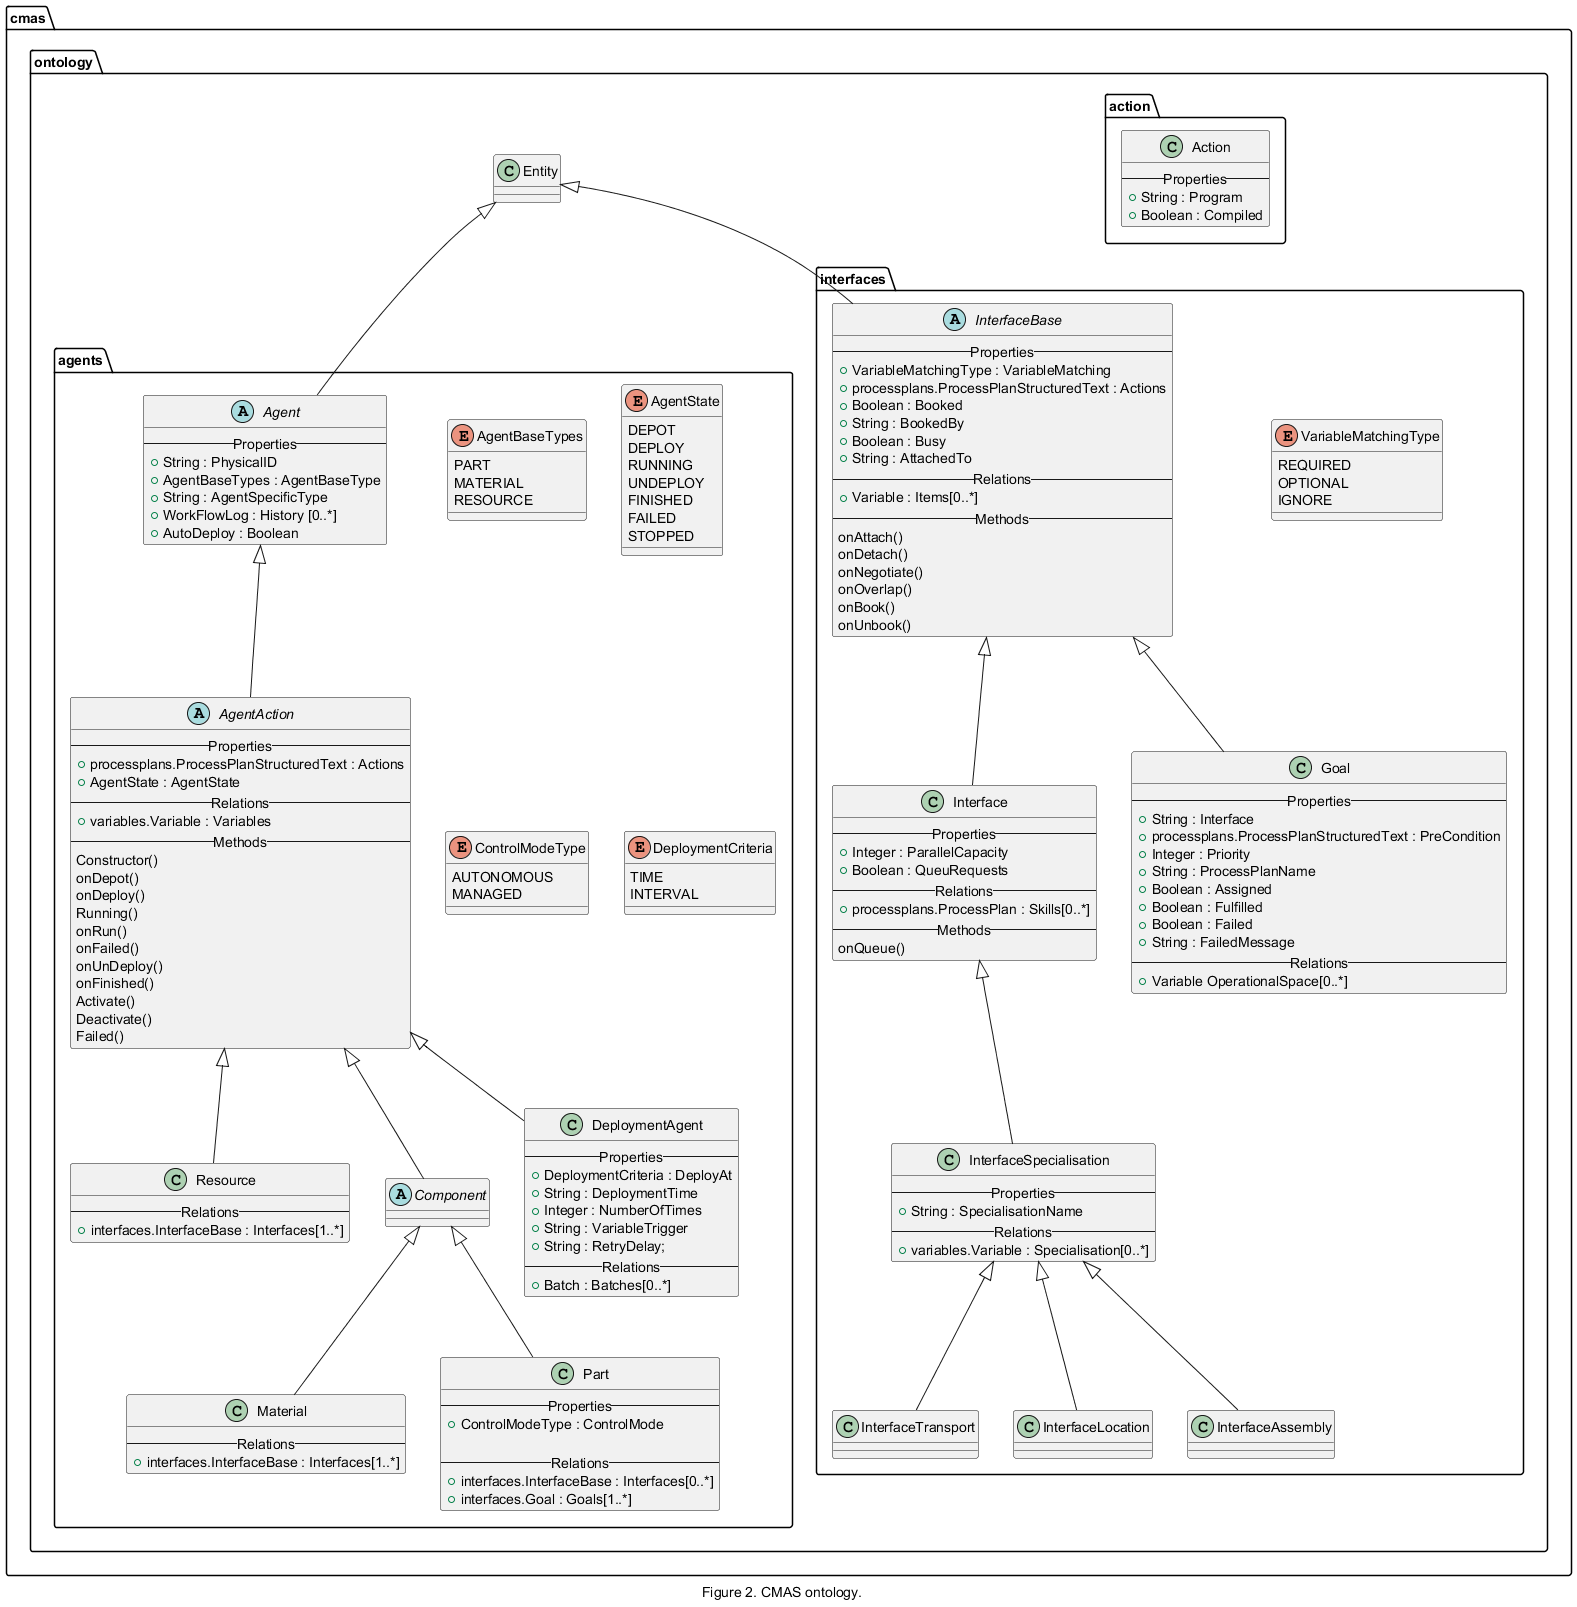 cmas
ontology
action
C Action
Properties
String : Program
Boolean : Compiled
C Entity
interfaces
A InterfaceBase
Properties
VariableMatchingType : VariableMatching
processplans.ProcessPlanStructuredText : Actions
Boolean : Booked
String : BookedBy
Boolean : Busy
String : AttachedTo
Relations
Variable : Items[0..*]
Methods
onAttach()
onDetach()
onNegotiate()
onOverlap()
onBook()
onUnbook()
E VariableMatchingType
REQUIRED
OPTIONAL
IGNORE
agents
A Agent
Properties
String : PhysicalID
AgentBaseTypes : AgentBaseType
String : AgentSpecificType
WorkFlowLog : History [0..*]
AutoDeploy : Boolean
E AgentBaseTypes
PART
MATERIAL
RESOURCE
E AgentState
DEPOT
DEPLOY
RUNNING
UNDEPLOY
FINISHED
FAILED
STOPPED
A AgentAction
Properties
processplans.ProcessPlanStructuredText : Actions
AgentState : AgentState
Relations
variables.Variable : Variables
Methods
Constructor()
onDepot()
onDeploy()
Running()
onRun()
onFailed()
onUnDeploy()
onFinished()
Activate()
Deactivate()
Failed()
E ControlModeType
AUTONOMOUS
MANAGED
E DeploymentCriteria
TIME
INTERVAL
C Interface
Properties
Integer : ParallelCapacity
Boolean : QueuRequests
Relations
processplans.ProcessPlan : Skills[0..*]
Methods
onQueue()
C Goal
Properties
String : Interface
processplans.ProcessPlanStructuredText : PreCondition
Integer : Priority
String : ProcessPlanName
Boolean : Assigned
Boolean : Fulfilled
Boolean : Failed
String : FailedMessage
Relations
Variable OperationalSpace[0..*]
C Resource
Relations
interfaces.InterfaceBase : Interfaces[1..*]
A Component
C DeploymentAgent
Properties
DeploymentCriteria : DeployAt
String : DeploymentTime
Integer : NumberOfTimes
String : VariableTrigger
String : RetryDelay;
Relations
Batch : Batches[0..*]
C InterfaceSpecialisation
Properties
String : SpecialisationName
Relations
variables.Variable : Specialisation[0..*]
C Material
Relations
interfaces.InterfaceBase : Interfaces[1..*]
C Part
Properties
ControlModeType : ControlMode
Relations
interfaces.InterfaceBase : Interfaces[0..*]
interfaces.Goal : Goals[1..*]
C InterfaceTransport
C InterfaceLocation
C InterfaceAssembly
Figure 2. CMAS ontology.